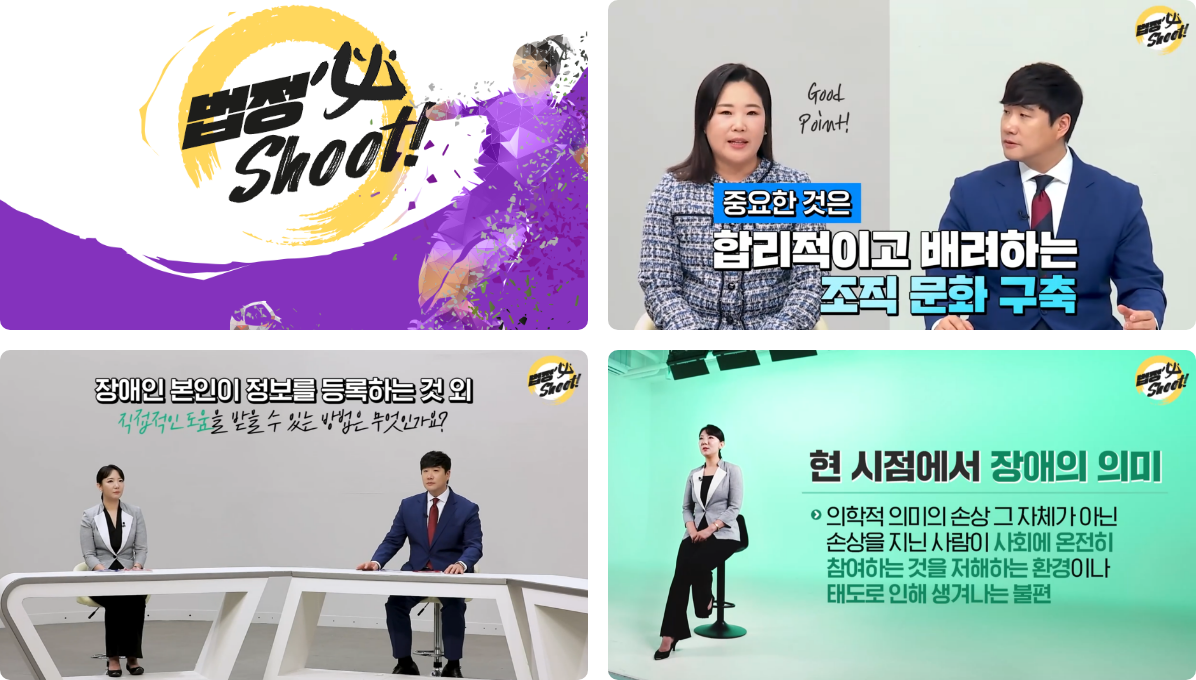 법정'의
Shoot!
법정'의
Shoot!
Good
Point!
중요한 것은
합리적이고 배려하는
조직 문화 구축
법정'의
Shoot!
장애인 본인이 정보를 등록하는 것 외
직접적인 도움을 받을 수 있는 방법은 무엇인가요?
법정'의
Shoot!
현 시점에서 장애의 의미
의학적 의미의 손상 그 자체가 아닌
손상을 지닌 사람이 사회에 온전히
참여하는 것을 저해하는 환경이나
태도로 인해 생겨나는 불편